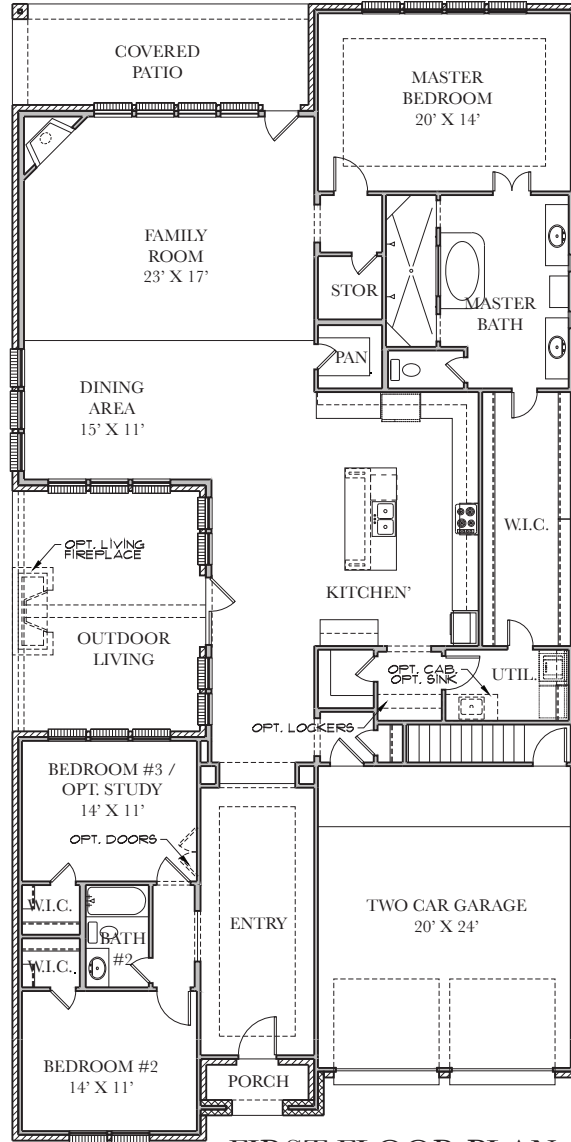 COVERED
PATIO
MASTER
BEDROOM
20’ X 14’
FAMILY
ROOM
23’ X 17’
STOR
MASTER
BATH
PAN
DINING
AREA
15’ X 11’
W.I.C.
OPT. LIVING
FIREPLACE
KITCHEN’
OUTDOOR
LIVING
OPT. CAB.
OPT. SINK
UTIL.
OPT. LOCKERS
BEDROOM #3 /
OPT. STUDY
14’ X 11’
OPT. DOORS
W.I.C.
BATH
#2
ENTRY
TWO CAR GARAGE
20’ X 24’
W.I.C.
BEDROOM #2
14’ X 11’
PORCH
FIRST FLOOR PLAN